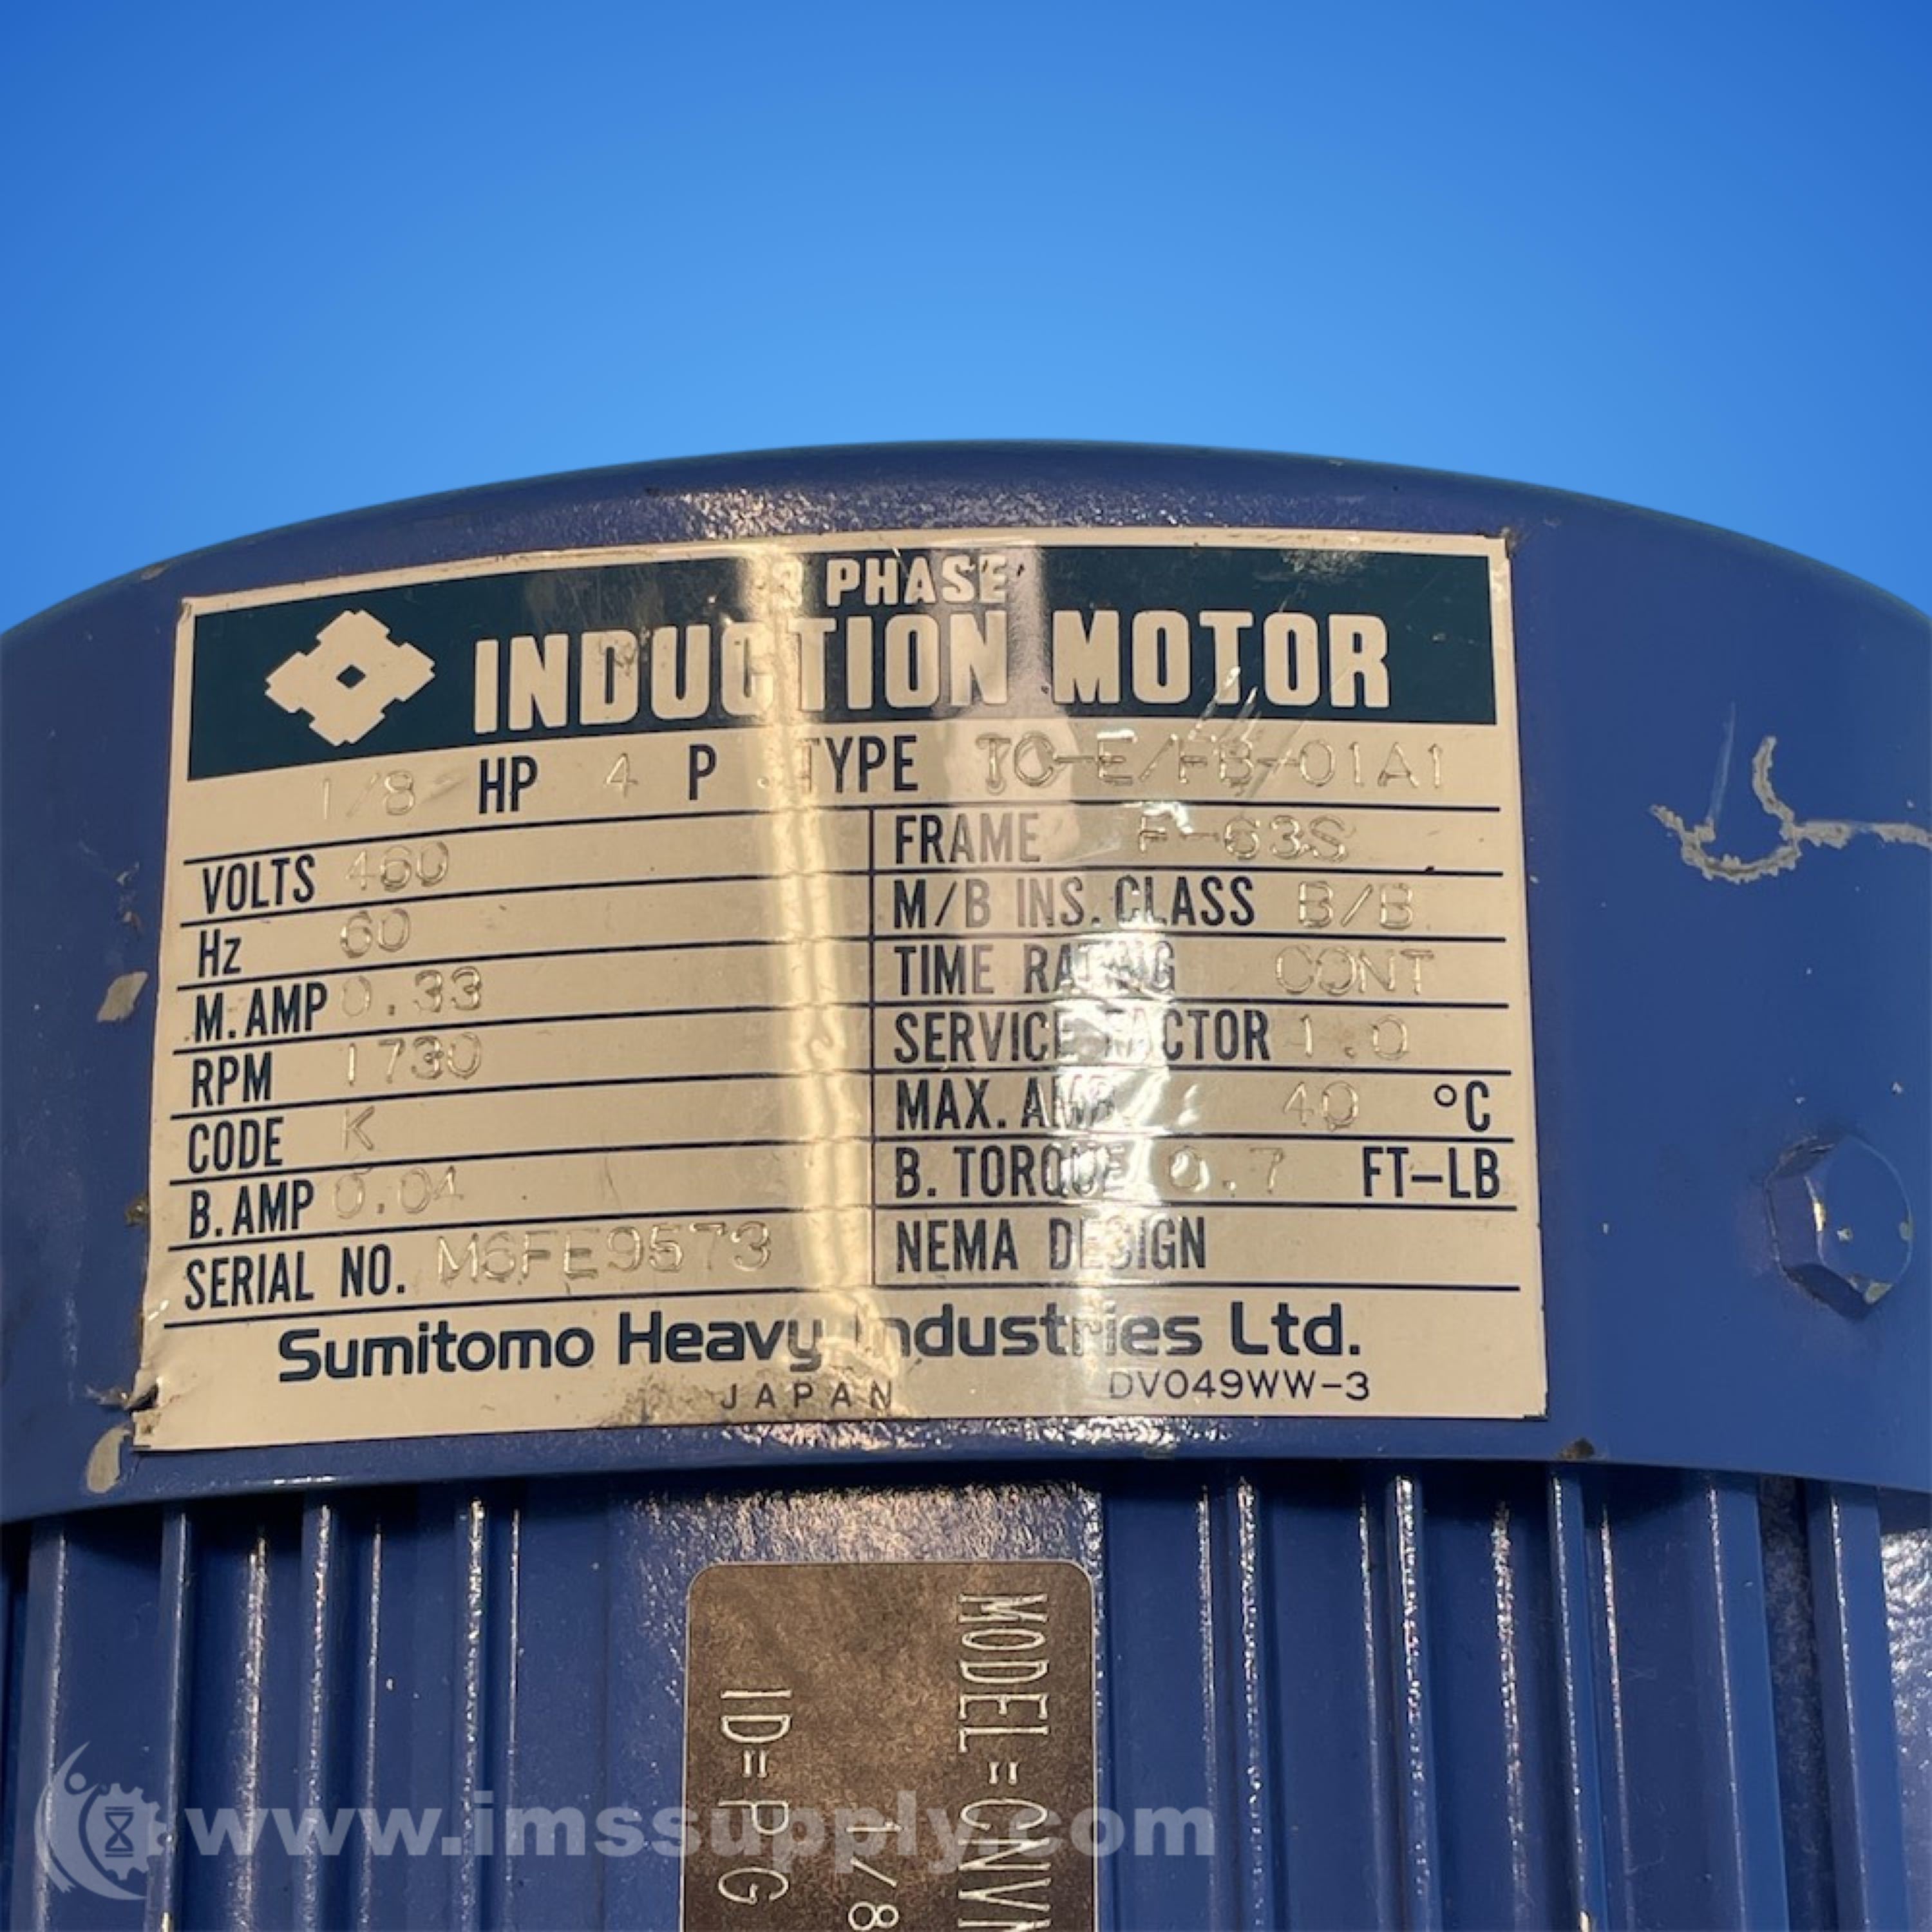 3 PHASE
INDUCTION MOTOR
1/8 HP 4 P TYPE TC-E/FB-01A1
VOLTS 460
Hz 60
M.AMP 0.33
RPM 1730
CODE K
B.AMP 0.04
SERIAL NO. M6FE9573
FRAME F-63S
M/B INS. CLASS B/B
TIME RATING CONT
SERVICE FACTOR 1.0
MAX. AMB. 40 °C
B. TORQUE 0.7 FT-LB
NEMA DESIGN
Sumitomo Heavy Industries Ltd.
JAPAN DV049WW-3
MODEL=CNV
1/8
ID=P G
www.imssupply.com